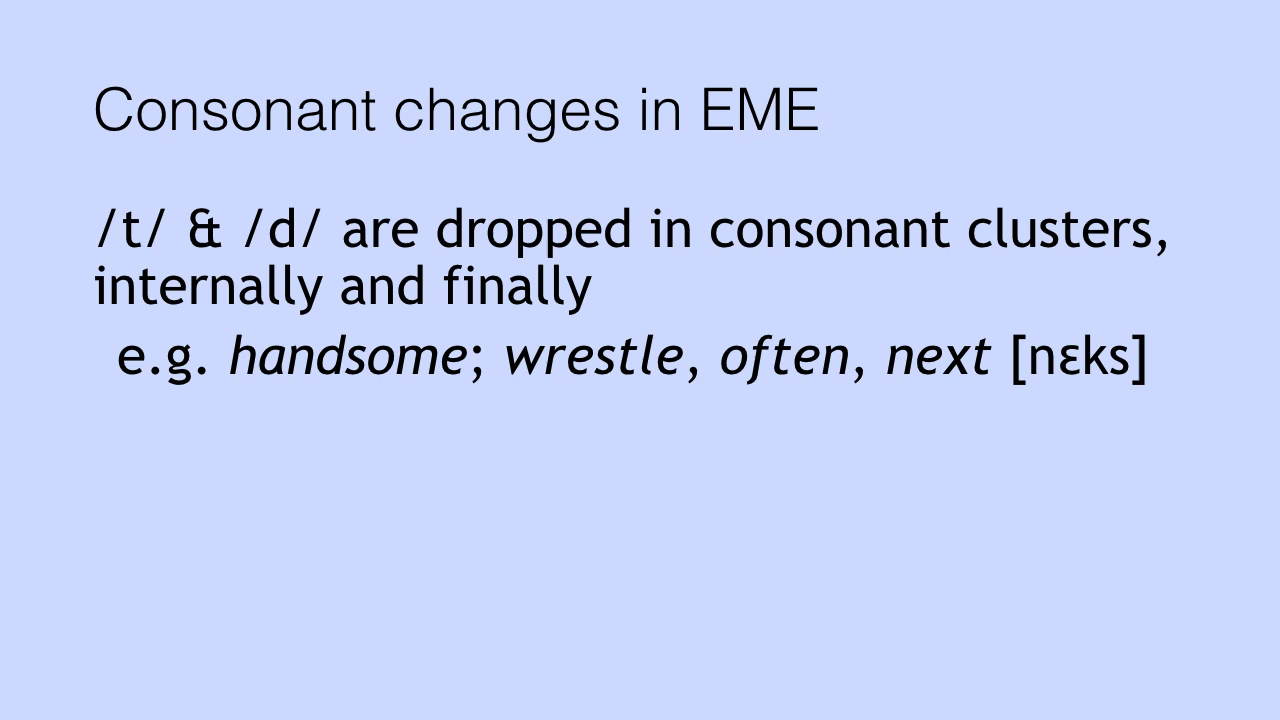 Consonant changes in EME
/t/ & /d/ are dropped in consonant clusters,
internally and finally
e.g. handsome; wrestle, often, next [nɛks]